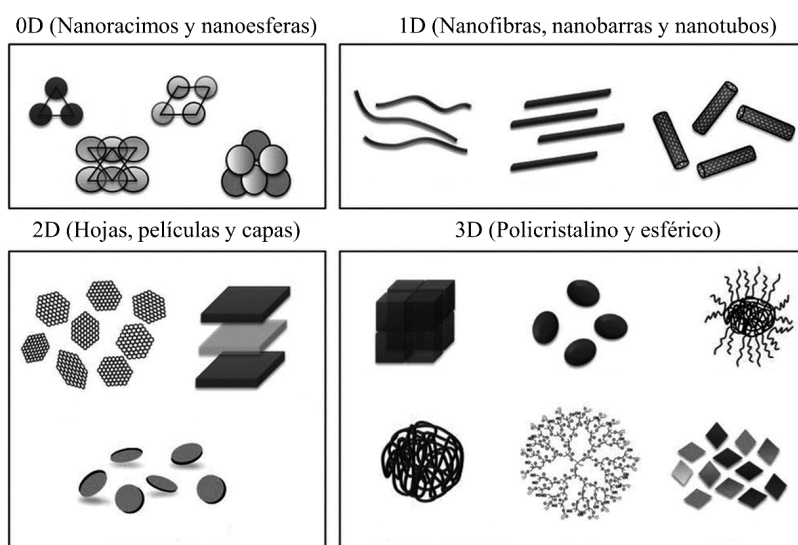 0D (Nanoracimos y nanoesferas)
1D (Nanofibras, nanobarras y nanotubos)
2D (Hojas, películas y capas)
3D (Policristalino y esférico)